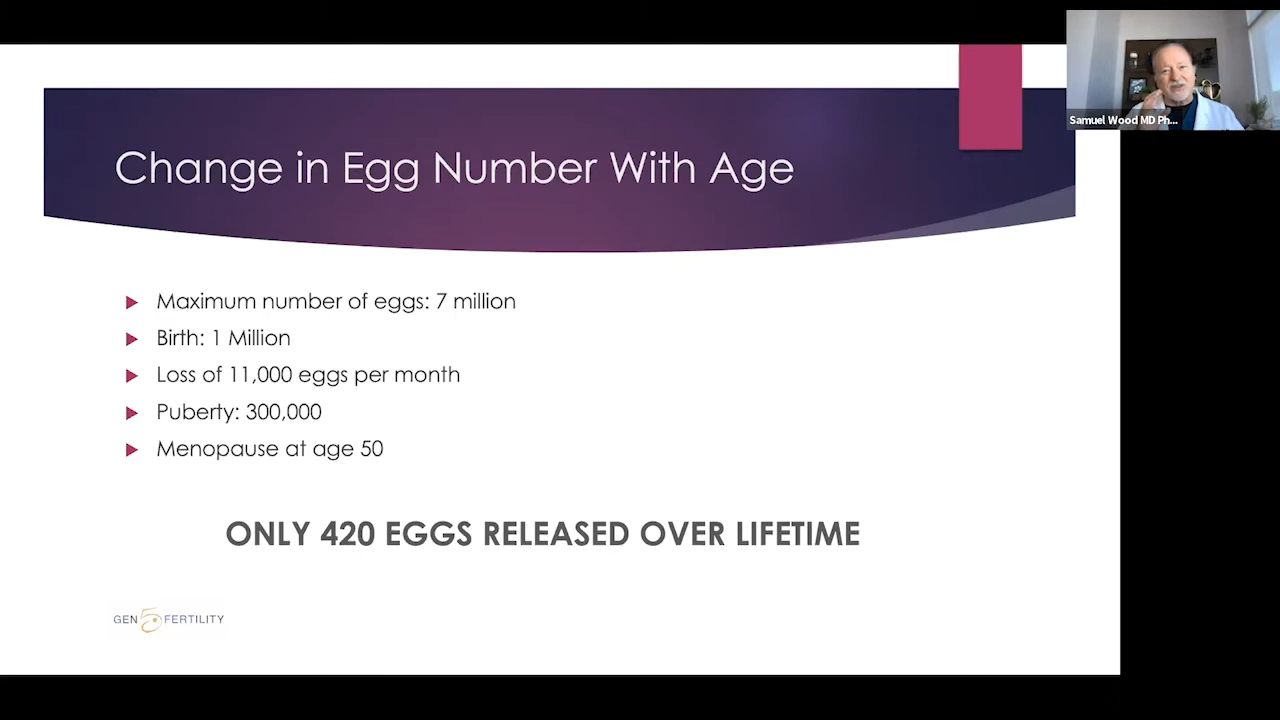 Samuel Wood MD Ph...
Change in Egg Number With Age
Maximum number of eggs: 7 million
Birth: 1 Million
Loss of 11,000 eggs per month
Puberty: 300,000
Menopause at age 50
ONLY 420 EGGS RELEASED OVER LIFETIME
GEN 5 FERTILITY